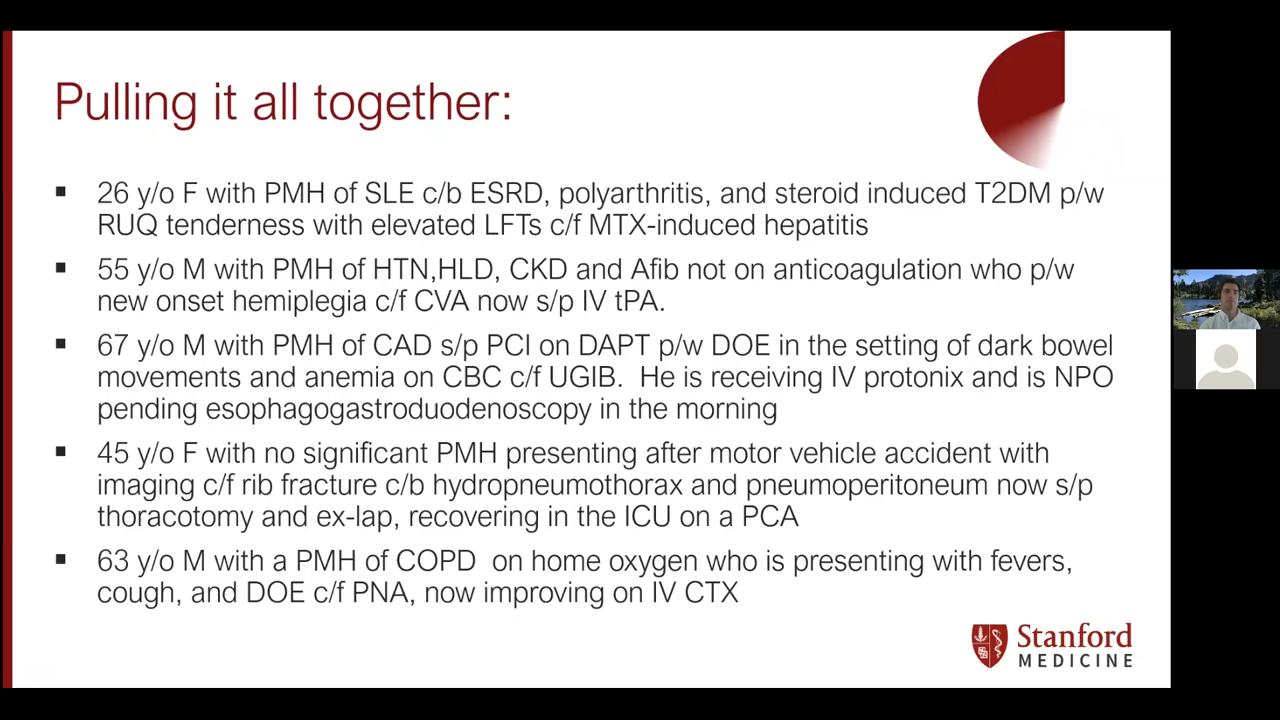 Pulling it all together:
▪ 26 y/o F with PMH of SLE c/b ESRD, polyarthritis, and steroid induced T2DM p/w
RUQ tenderness with elevated LFTs c/f MTX-induced hepatitis
▪ 55 y/o M with PMH of HTN,HLD, CKD and Afib not on anticoagulation who p/w
new onset hemiplegia c/f CVA now s/p IV tPA.
▪ 67 y/o M with PMH of CAD s/p PCI on DAPT p/w DOE in the setting of dark bowel
movements and anemia on CBC c/f UGIB.  He is receiving IV protonix and is NPO
pending esophagogastroduodenoscopy in the morning
▪ 45 y/o F with no significant PMH presenting after motor vehicle accident with
imaging c/f rib fracture c/b hydropneumothorax and pneumoperitoneum now s/p
thoracotomy and ex-lap, recovering in the ICU on a PCA
▪ 63 y/o M with a PMH of COPD  on home oxygen who is presenting with fevers,
cough, and DOE c/f PNA, now improving on IV CTX
Stanford
MEDICINE